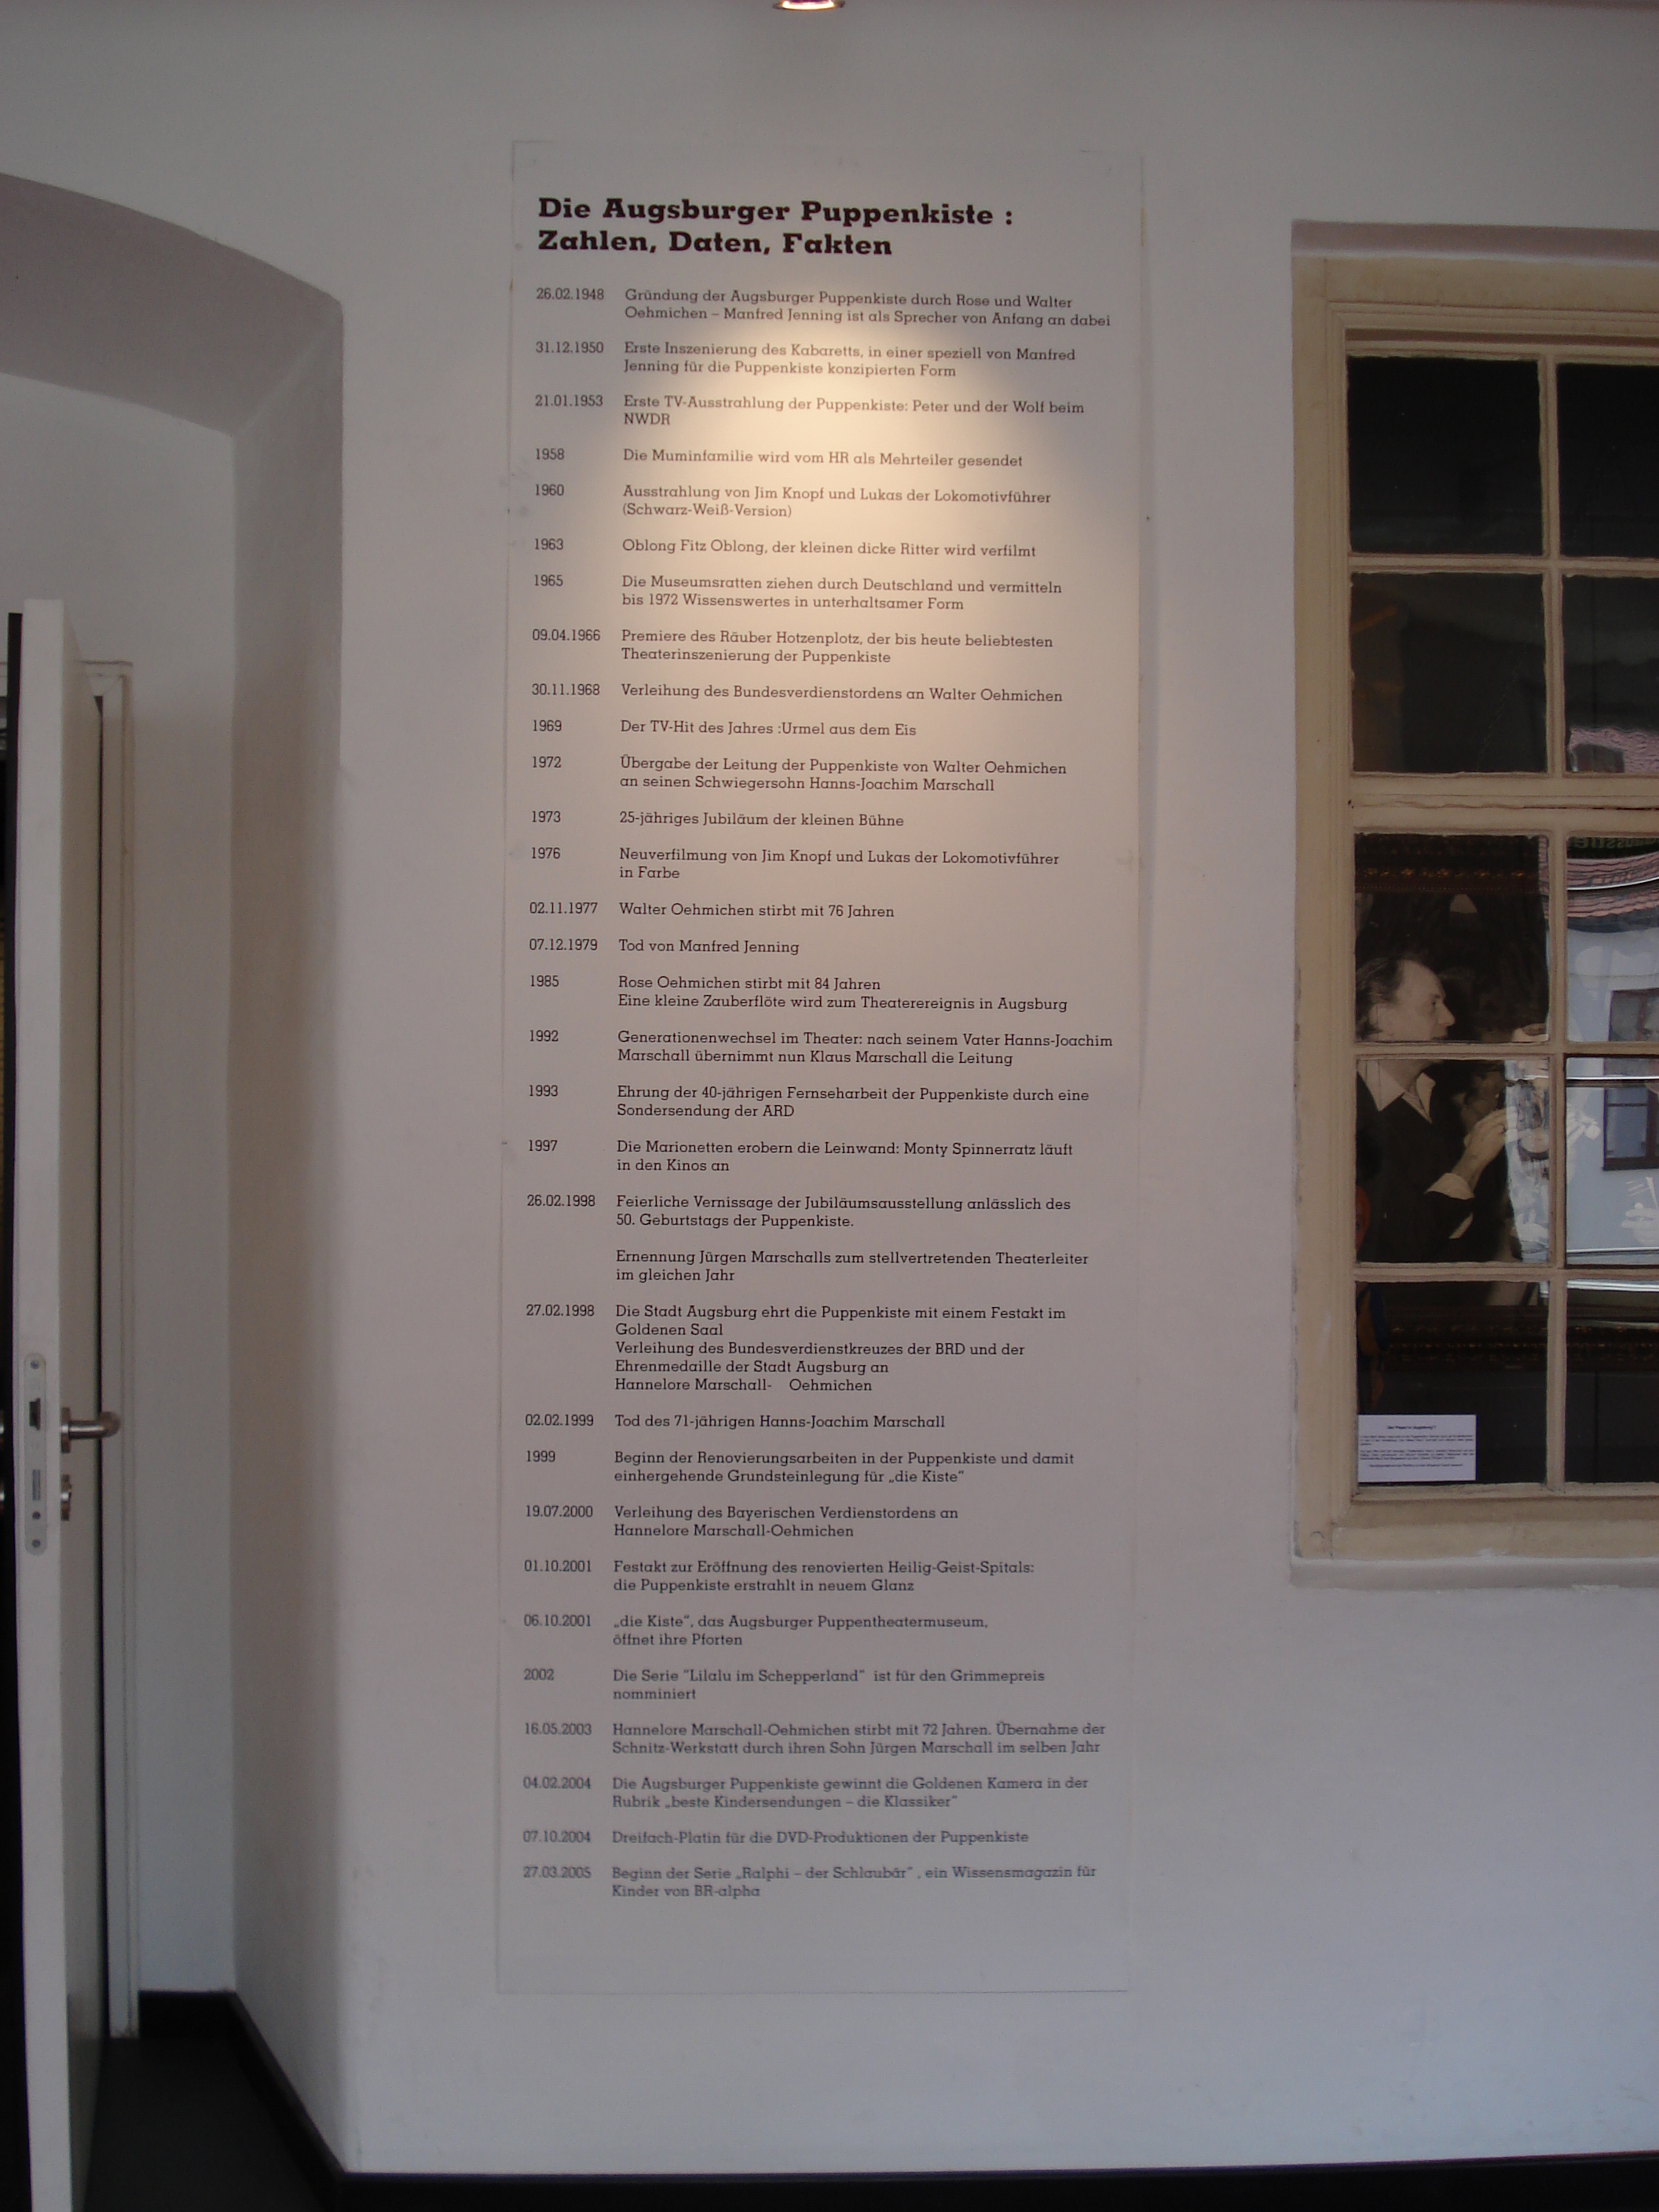 Die Augsburger Puppenkiste :
Zahlen, Daten, Fakten
26.02.1948 Gründung der Augsburger Puppenkiste durch Rose und Walter
Oehmichen – Manfred Jenning ist als Sprecher von Anfang an dabei
31.12.1950 Erste Inszenierung des Kabaretts, in einer speziell von Manfred
Jenning für die Puppenkiste konzipierten Form
21.01.1953 Erste TV-Ausstrahlung der Puppenkiste: Peter und der Wolf beim
NWDR
1958 Die Muminfamilie wird vom HR als Mehrteiler gesendet
1960 Ausstrahlung von Jim Knopf und Lukas der Lokomotivführer
(Schwarz-Weiß-Version)
1963 Oblong Fitz Oblong, der kleinen dicke Ritter wird verfilmt
1965 Die Museumsratten ziehen durch Deutschland und vermitteln
bis 1972 Wissenswertes in unterhaltsamer Form
09.04.1966 Premiere des Räuber Hotzenplotz, der bis heute beliebtesten
Theaterinszenierung der Puppenkiste
30.11.1968 Verleihung des Bundesverdienstordens an Walter Oehmichen
1969 Der TV-Hit des Jahres :Urmel aus dem Eis
1972 Übergabe der Leitung der Puppenkiste von Walter Oehmichen
an seinen Schwiegersohn Hanns-Joachim Marschall
1973 25-jähriges Jubiläum der kleinen Bühne
1976 Neuverfilmung von Jim Knopf und Lukas der Lokomotivführer
in Farbe
02.11.1977 Walter Oehmichen stirbt mit 76 Jahren
07.12.1979 Tod von Manfred Jenning
1985 Rose Oehmichen stirbt mit 84 Jahren
Eine kleine Zauberflöte wird zum Theaterereignis in Augsburg
1992 Generationenwechsel im Theater: nach seinem Vater Hanns-Joachim
Marschall übernimmt nun Klaus Marschall die Leitung
1993 Ehrung der 40-jährigen Fernseharbeit der Puppenkiste durch eine
Sondersendung der ARD
1997 Die Marionetten erobern die Leinwand: Monty Spinnerratz läuft
in den Kinos an
26.02.1998 Feierliche Vernissage der Jubiläumsausstellung anlässlich des
50. Geburtstags der Puppenkiste.
Ernennung Jürgen Marschalls zum stellvertretenden Theaterleiter
im gleichen Jahr
27.02.1998 Die Stadt Augsburg ehrt die Puppenkiste mit einem Festakt im
Goldenen Saal
Verleihung des Bundesverdienstkreuzes der BRD und der
Ehrenmedaille der Stadt Augsburg an
Hannelore Marschall- Oehmichen
02.02.1999 Tod des 71-jährigen Hanns-Joachim Marschall
1999 Beginn der Renovierungsarbeiten in der Puppenkiste und damit
einhergehende Grundsteinlegung für „die Kiste“
19.07.2000 Verleihung des Bayerischen Verdienstordens an
Hannelore Marschall-Oehmichen
01.10.2001 Festakt zur Eröffnung des renovierten Heilig-Geist-Spitals:
die Puppenkiste erstrahlt in neuem Glanz
06.10.2001 „die Kiste“, das Augsburger Puppentheatermuseum,
öffnet ihre Pforten
2002 Die Serie “Lilalu im Schepperland“ ist für den Grimmepreis
nomminiert
16.05.2003 Hannelore Marschall-Oehmichen stirbt mit 72 Jahren. Übernahme der
Schnitz-Werkstatt durch ihren Sohn Jürgen Marschall im selben Jahr
04.02.2004 Die Augsburger Puppenkiste gewinnt die Goldenen Kamera in der
Rubrik „beste Kindersendungen – die Klassiker“
07.10.2004 Dreifach-Platin für die DVD-Produktionen der Puppenkiste
27.03.2005 Beginn der Serie „Ralphi – der Schlaubär“ , ein Wissensmagazin für
Kinder von BR-alpha